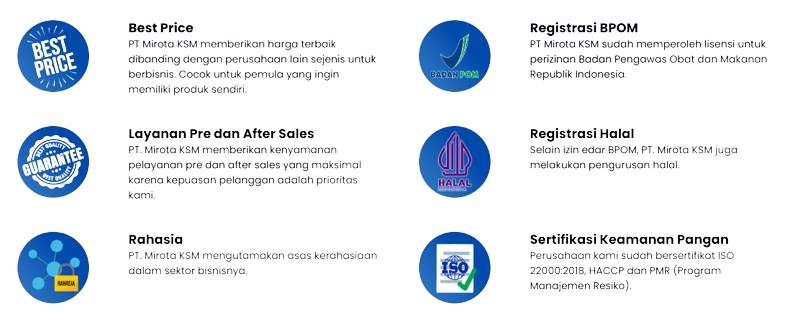 BEST
PRICE
Best Price
PT Mirota KSM memberikan harga terbaik
dibanding dengan perusahaan lain sejenis untuk
berbisnis. Cocok untuk pemula yang ingin
memiliki produk sendiri.
BADAN POM
Registrasi BPOM
PT Mirota KSM sudah memperoleh lisensi untuk
perizinan Badan Pengawas Obat dan Makanan
Republik Indonesia.
BEST QUALITY
GUARANTEE
BEST QUALITY
Layanan Pre dan After Sales
PT. Mirota KSM memberikan kenyamanan
pelayanan pre dan after sales yang maksimal
karena kepuasan pelanggan adalah prioritas
kami.
HALAL
Registrasi Halal
Selain izin edar BPOM, PT. Mirota KSM juga
melakukan pengurusan halal.
RAHASIA
Rahasia
PT. Mirota KSM mengutamakan asas kerahasiaan
dalam sektor bisnisnya.
ISO
Sertifikasi Keamanan Pangan
Perusahaan kami sudah bersertifikat ISO
22000:2018, HACCP dan PMR (Program
Manajemen Resiko).